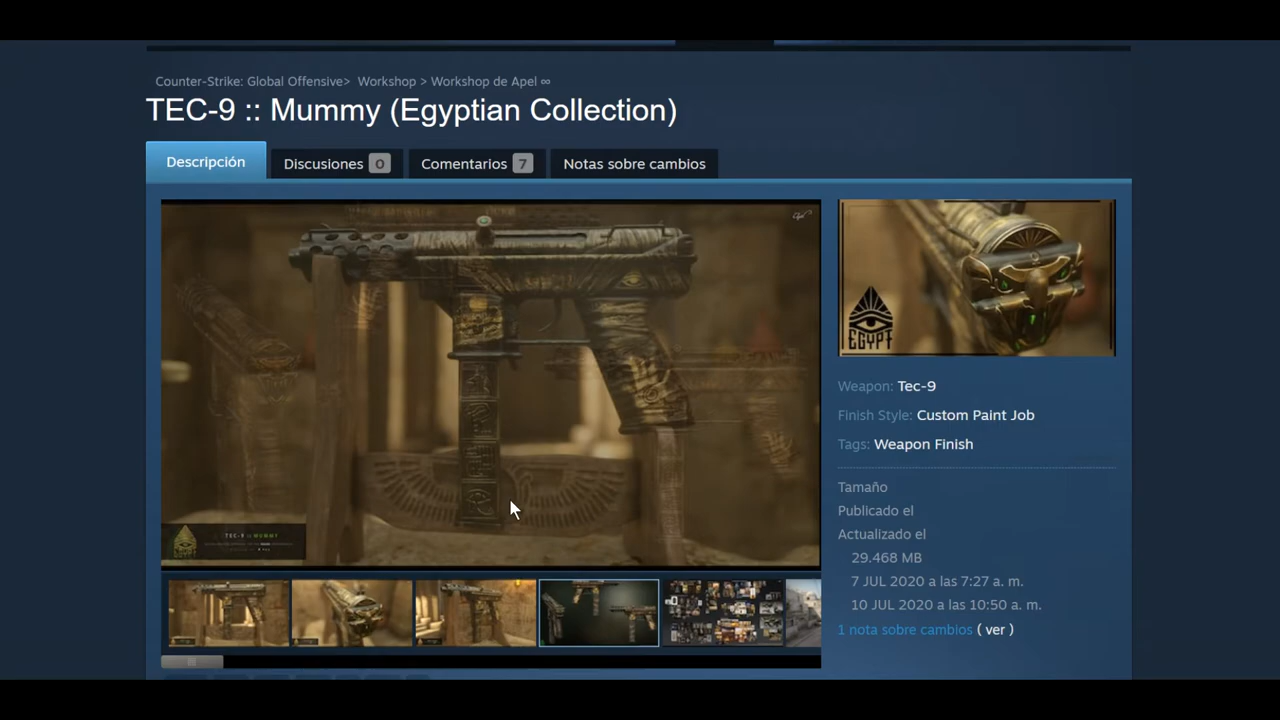 Counter-Strike: Global Offensive> Workshop > Workshop de Apel ∞
TEC-9 :: Mummy (Egyptian Collection)
Descripción
Discusiones 0
Comentarios 7
Notas sobre cambios
EGYPT
Weapon: Tec-9
Finish Style: Custom Paint Job
Tags: Weapon Finish
Tamaño
Publicado el
Actualizado el
29.468 MB
7 JUL 2020 a las 7:27 a. m.
10 JUL 2020 a las 10:50 a. m.
1 nota sobre cambios ( ver )
TEC-9 :: MUMMY